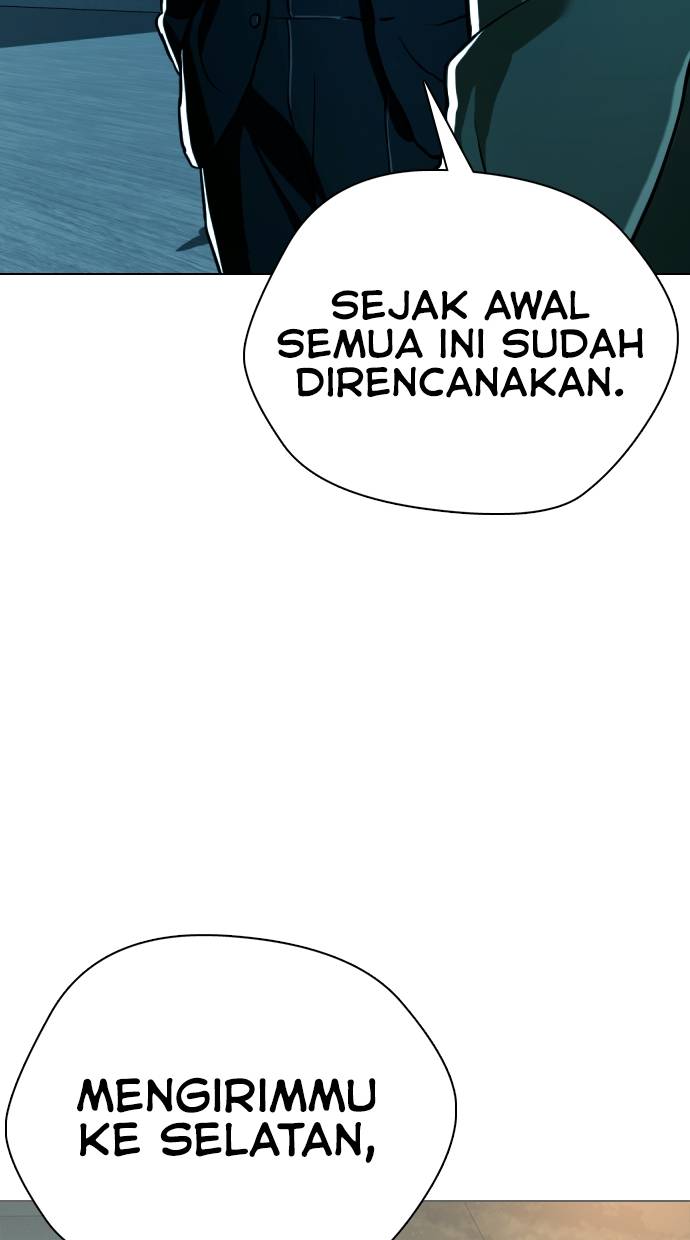 SEJAK AWAL
SEMUA INI SUDAH
DIRENCANAKAN.
MENGIRIMMU
KE SELATAN,